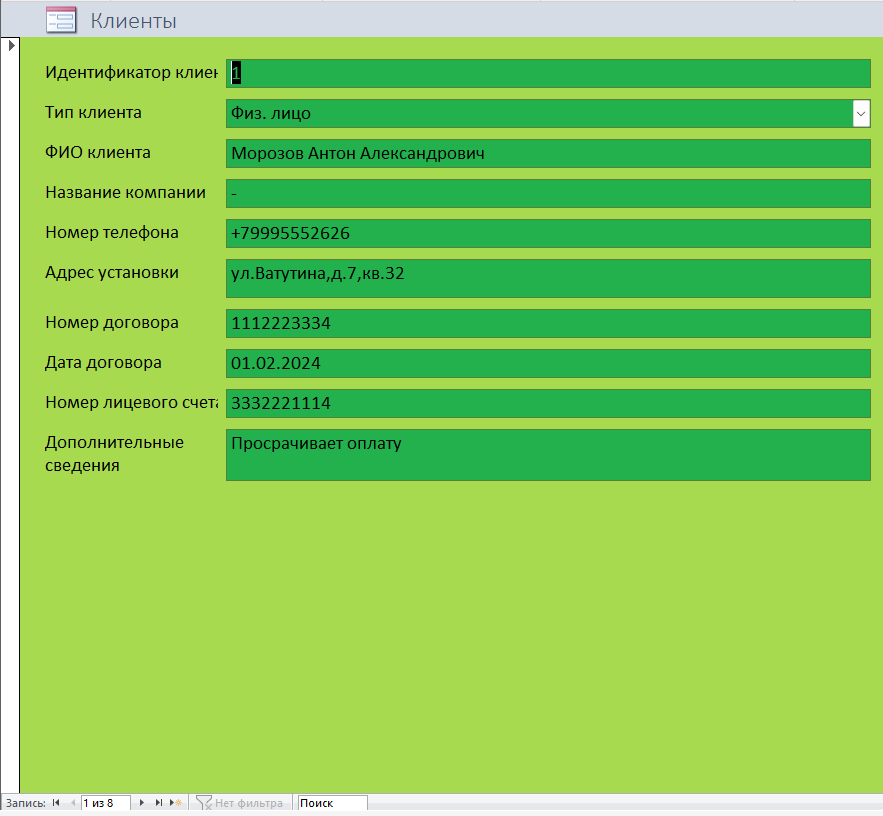 Клиенты
Идентификатор клиен 1
Тип клиента Физ. лицо
ФИО клиента Морозов Антон Александрович
Название компании -
Номер телефона +79995552626
Адрес установки ул.Ватутина,д.7,кв.32
Номер договора 1112223334
Дата договора 01.02.2024
Номер лицевого счета 3332221114
Дополнительные Просрачивает оплату
сведения
Запись: 1 из 8 Нет фильтра Поиск